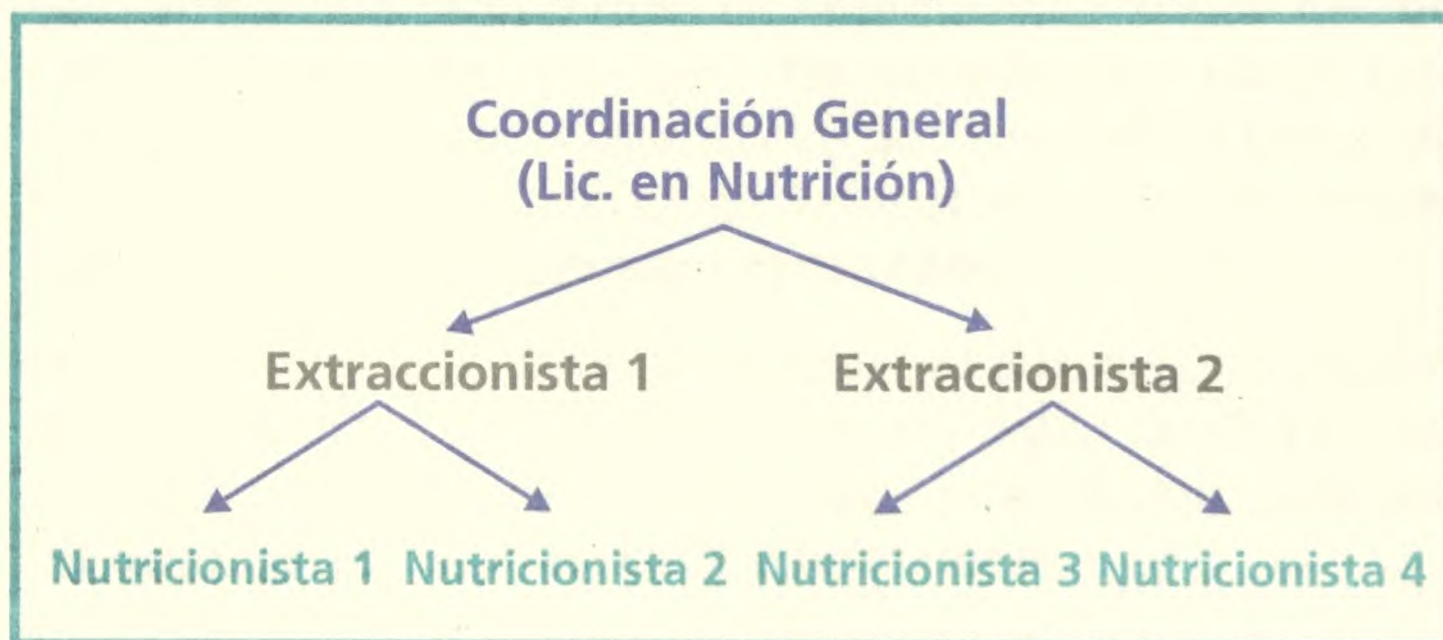 Coordinación General
(Lic. en Nutrición)
Extraccionista 1 Extraccionista 2
Nutricionista 1 Nutricionista 2 Nutricionista 3 Nutricionista 4